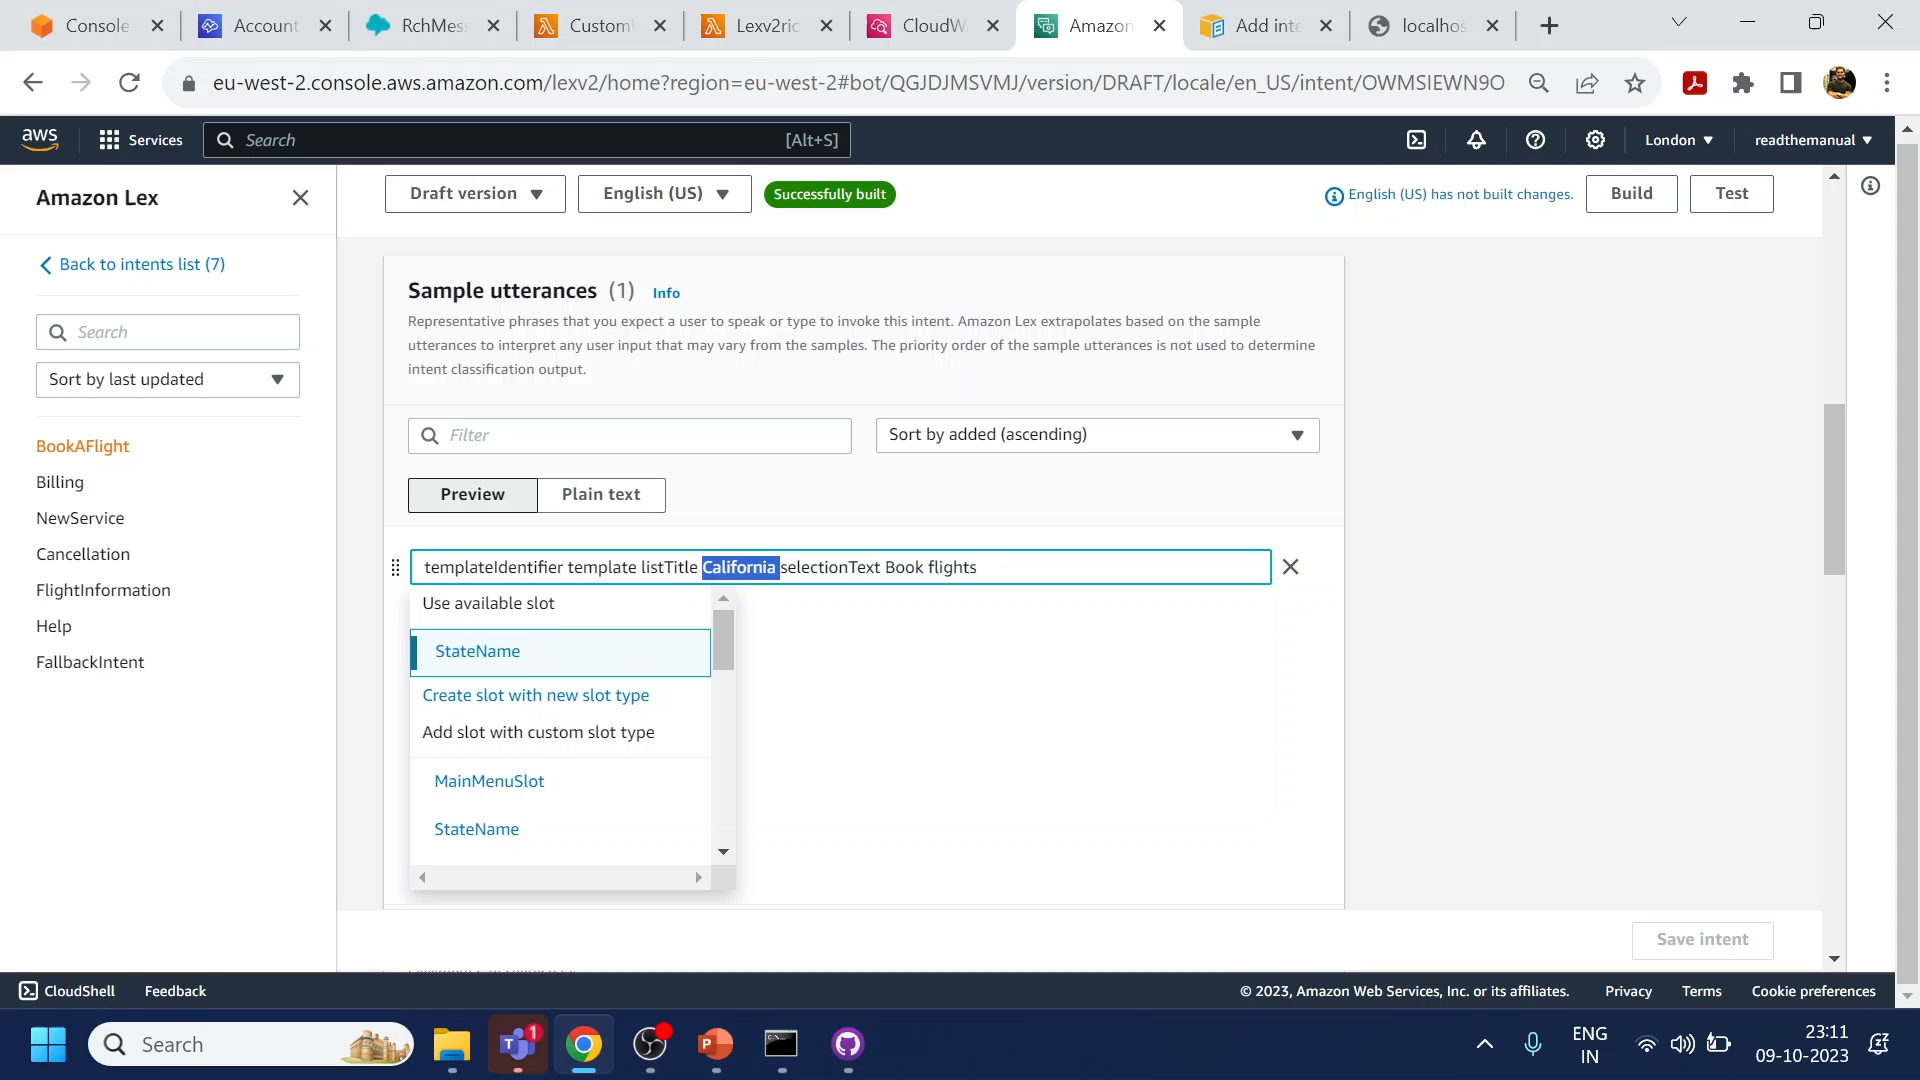 Console
Account
RchMes
Custom
Lexv2ric
CloudW
Amazon
Add inte
localhos
eu-west-2.console.aws.amazon.com/lexv2/home?region=eu-west-2#bot/QGJDJMSVMJ/version/DRAFT/locale/en_US/intent/OWMSIEWN9O
aws
Services
Search
[Alt+S]
London
readthemanual
Amazon Lex
Draft version
English (US)
Successfully built
English (US) has not built changes.
Build
Test
Back to intents list (7)
Search
Sort by last updated
BookAFlight
Billing
NewService
Cancellation
FlightInformation
Help
FallbackIntent
Sample utterances (1) Info
Representative phrases that you expect a user to speak or type to invoke this intent. Amazon Lex extrapolates based on the sample
utterances to interpret any user input that may vary from the samples. The priority order of the sample utterances is not used to determine
intent classification output.
Filter
Sort by added (ascending)
Preview
Plain text
templateIdentifier template listTitle California selectionText Book flights
Use available slot
StateName
Create slot with new slot type
Add slot with custom slot type
MainMenuSlot
StateName
Save intent
CloudShell
Feedback
© 2023, Amazon Web Services, Inc. or its affiliates.
Privacy
Terms
Cookie preferences
Search
1
ENG
IN
23:11
09-10-2023